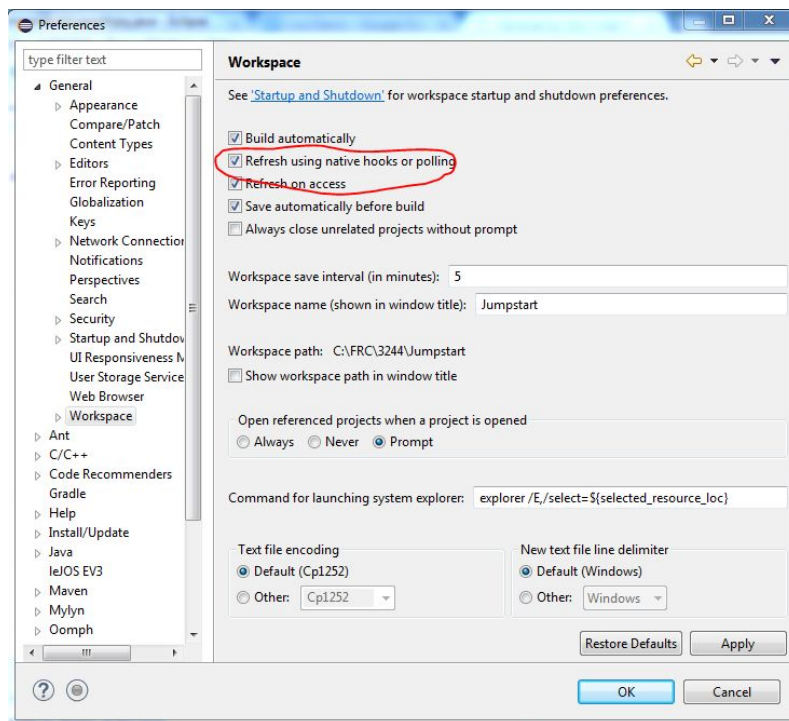 Preferences
type filter text
General
Appearance
Compare/Patch
Content Types
Editors
Error Reporting
Globalization
Keys
Network Connection
Notifications
Perspectives
Search
Security
Startup and Shutdov
UI Responsiveness M
User Storage Service
Web Browser
Workspace
Ant
C/C++
Code Recommenders
Gradle
Help
Install/Update
Java
leJOS EV3
Maven
Mylyn
Oomph
Workspace
See 'Startup and Shutdown' for workspace startup and shutdown preferences.
Build automatically
Refresh using native hooks or polling
Refresh on access
Save automatically before build
Always close unrelated projects without prompt
Workspace save interval (in minutes): 5
Workspace name (shown in window title): Jumpstart
Workspace path: C:\FRC\3244\Jumpstart
Show workspace path in window title
Open referenced projects when a project is opened
Always Never Prompt
Command for launching system explorer: explorer /E,/select=${selected_resource_loc}
Text file encoding
Default (Cp1252)
Other: Cp1252
New text file line delimiter
Default (Windows)
Other: Windows
Restore Defaults Apply
OK Cancel